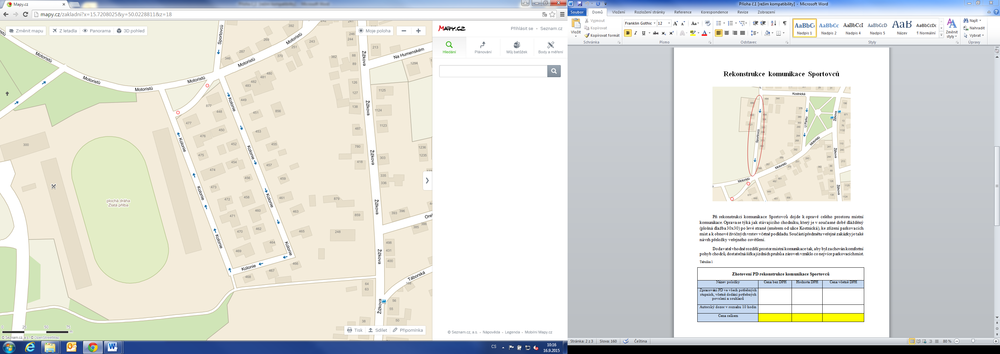 Mapy.cz
mapy.cz/zakladni?x=15.7208025&y=50.0228811&z=18
Změnit mapu
Z letadla
Panorama
3D pohled
Moje poloha
Přihlásit se
Seznam.cz
Hledání
Plánování
Můj batůžek
Body a měření
Sportovců
Motoristů
Motoristů
Motoristů
Motoristů
Motoristů
Motoristů
Na Humenském
Žižkova
Žižkova
Žižkova
Žižkova
Žižkova
Žižkova
Kolonie
Kolonie
Kolonie
Kolonie
Kolonie
Kolonie
Kolonie
Kolonie
Táborská
plochá dráha
Zlatá přilba
392
269
287
346
370
251
243
246
244
213
382
88
89
1294
480
481
482
483
126
127
1125
877
449
138
1124
448
451
856
477
450
453
487
1123
476
300
452
455
780
1236
1235
475
303
454
457
418
474
335
336
456
459
473
472
458
461
879
460
463
393
396
471
859
385
386
470
462
465
248
464
498
431
469
400
466
467
468
64
63
168
56
55
38
50
0 25 50 75 m
© Seznam.cz, a.s., © OpenStreetMap
Tisk
Sdílet
Připomínka
© Seznam.cz, a.s.
Nápověda
Legenda
Mobilní Mapy.cz
CS
10:16
16.9.2015
Příoha č.1 [režim kompatibility] - Microsoft Word
Soubor
Domů
Vložení
Rozložení stránky
Reference
Korespondence
Revize
Zobrazení
Vložit
Vyjmout
Kopírovat
Kopírovat formát
Schránka
Franklin Gothic
12
Písmo
Odstavec
Nadpis 1
Nadpis 2
Nadpis 4
Nadpis 5
Název
¶ Normální
Změnit
styly
Styly
Najít
Nahradit
Vybrat
Úpravy
Rekonstrukce komunikace Sportovců
Kostnická
Sportovců
U Parku
Žižkova
Motoristů
Motoristů
Motoristů
Žižkova
Žižkova
Při rekonstrukci komunikace Sportovců dojde k opravě celého prostoru místní
komunikace. Oprava se týká jak stávajícího chodníku, který je v současné době dlážděný
(plošná dlažba 30x30) po levé straně (směrem od ulice Kostnická), ke zřízení parkovacích
míst a k obnově živičných vrstev včetně podkladu. Součástí předmětu veřejné zakázky je také
návrh přeložky veřejného osvětlení.
Dodavatel vhodně rozdělí prostor místní komunikace tak, aby byl zachován komfortní
pohyb chodců, dostatečná šířka jízdních pruhů a zároveň vzniklo co nejvíce parkovacích míst.
Tabulka 1
Zhotovení PD rekonstrukce komunikace Sportovců
Název položky
Cena bez DPH
Hodnota DPH
Cena včetně DPH
Zpracování PD ve všech potřebných
stupních, včetně dodání potřebných
povolení a souhlasů
Autorský dozor v rozsahu 10 hodin
Cena celkem
Stránka: 2 z 3
Slova: 160
Čeština
80 %